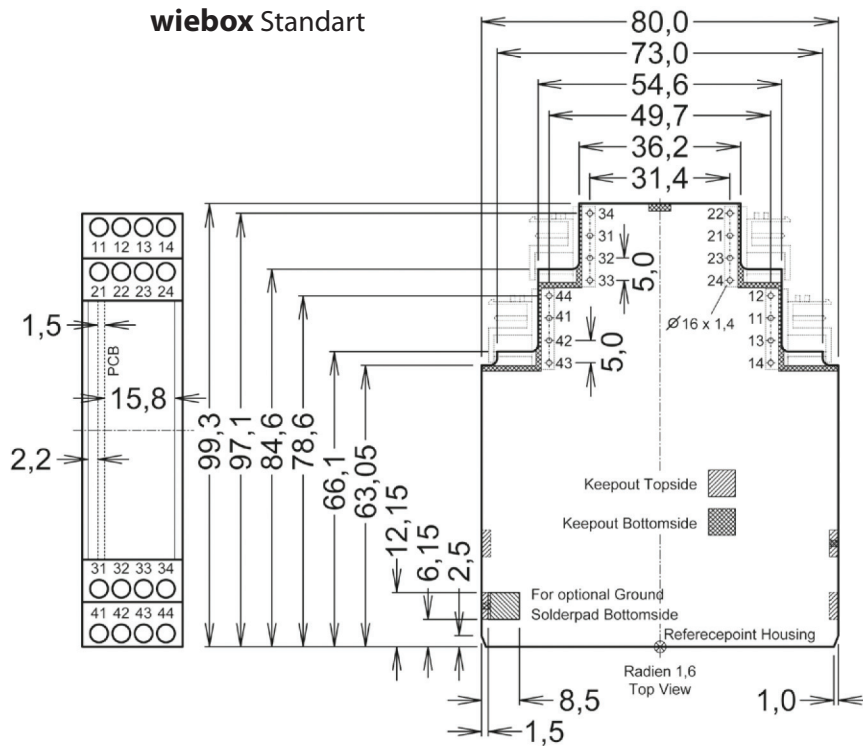 wiebox Standart
80,0
73,0
54,6
49,7
36,2
31,4
34 22
31 21
32 23
33 24
5,0
44 12
41 11
42 13
43 14
5,0
Ø 16 x 1,4
11 12 13 14
21 22 23 24
1,5
PCB
15,8
2,2
31 32 33 34
41 42 43 44
99,3
97,1
84,6
78,6
66,1
63,05
12,15
6,15
2,5
Keepout Topside
Keepout Bottomside
For optional Ground
Solderpad Bottomside
Referecepoint Housing
Radien 1,6
Top View
8,5
1,5
1,0